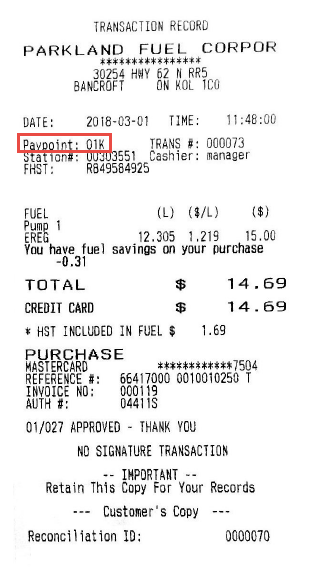 TRANSACTION RECORD
PARKLAND FUEL CORPOR
****************
30254 HWY 62 N RR5
BANCROFT ON KOL 1CO
DATE: 2018-03-01 TIME: 11:48:00
Paypoint: 01K TRANS #: 000073
Station#: 00303551 Cashier: manager
FHST: R849584925
FUEL (L) ($/L) ($)
Pump 1
EREG 12.305 1.219 15.00
You have fuel savings on your purchase
-0.31
TOTAL $ 14.69
CREDIT CARD $ 14.69
* HST INCLUDED IN FUEL $ 1.69
PURCHASE
MASTERCARD ************7504
REFERENCE #: 66417000 0010010250 T
INVOICE NO: 000119
AUTH #: 04411S
01/027 APPROVED - THANK YOU
NO SIGNATURE TRANSACTION
-- IMPORTANT --
Retain This Copy For Your Records
--- Customer's Copy ---
Reconciliation ID: 0000070